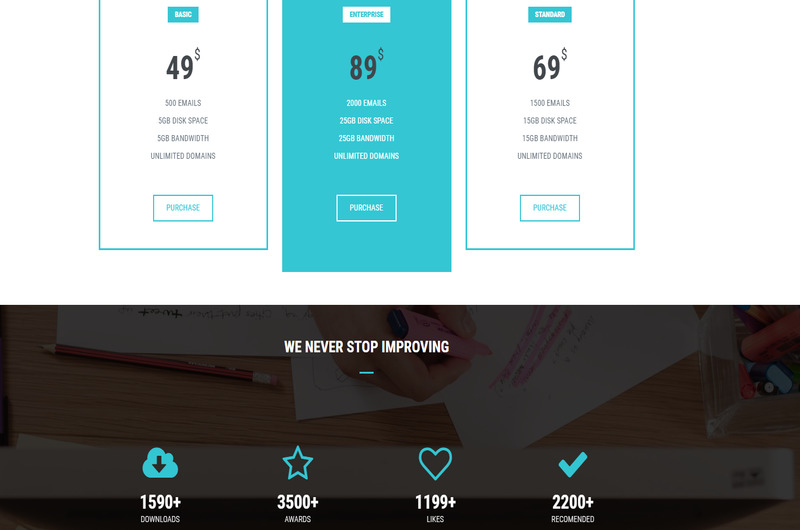 BASIC
49$
500 EMAILS
5GB DISK SPACE
5GB BANDWIDTH
UNLIMITED DOMAINS
PURCHASE
ENTERPRISE
89$
2000 EMAILS
25GB DISK SPACE
25GB BANDWIDTH
UNLIMITED DOMAINS
PURCHASE
STANDARD
69$
1500 EMAILS
15GB DISK SPACE
15GB BANDWIDTH
UNLIMITED DOMAINS
PURCHASE
WE NEVER STOP IMPROVING
1590+
DOWNLOADS
3500+
AWARDS
1199+
LIKES
2200+
RECOMENDED